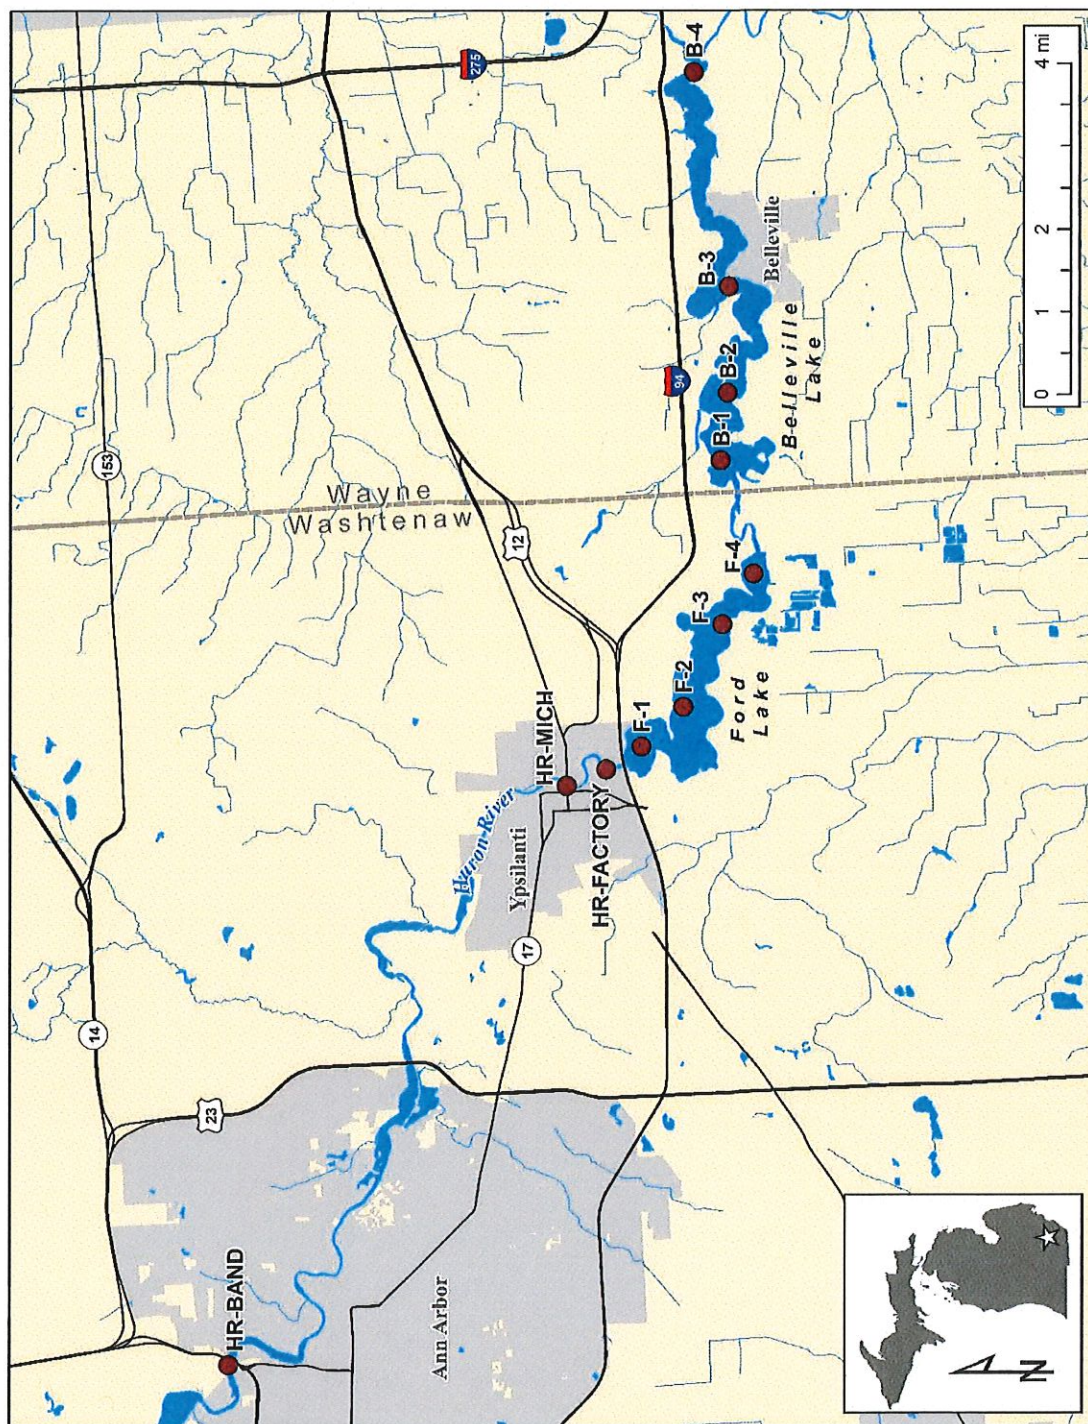 HR-BAND
Ann Arbor
23
14
17
Ypsilanti
Huron-River
HR-MICH
HR-FACTORY
F-1
F-2
F-3
F-4
Ford
Lake
12
Washtenaw
Wayne
153
275
94
B-1
B-2
B-3
B-4
Belleville
Lake
Belleville
N
0 1 2 4 mi